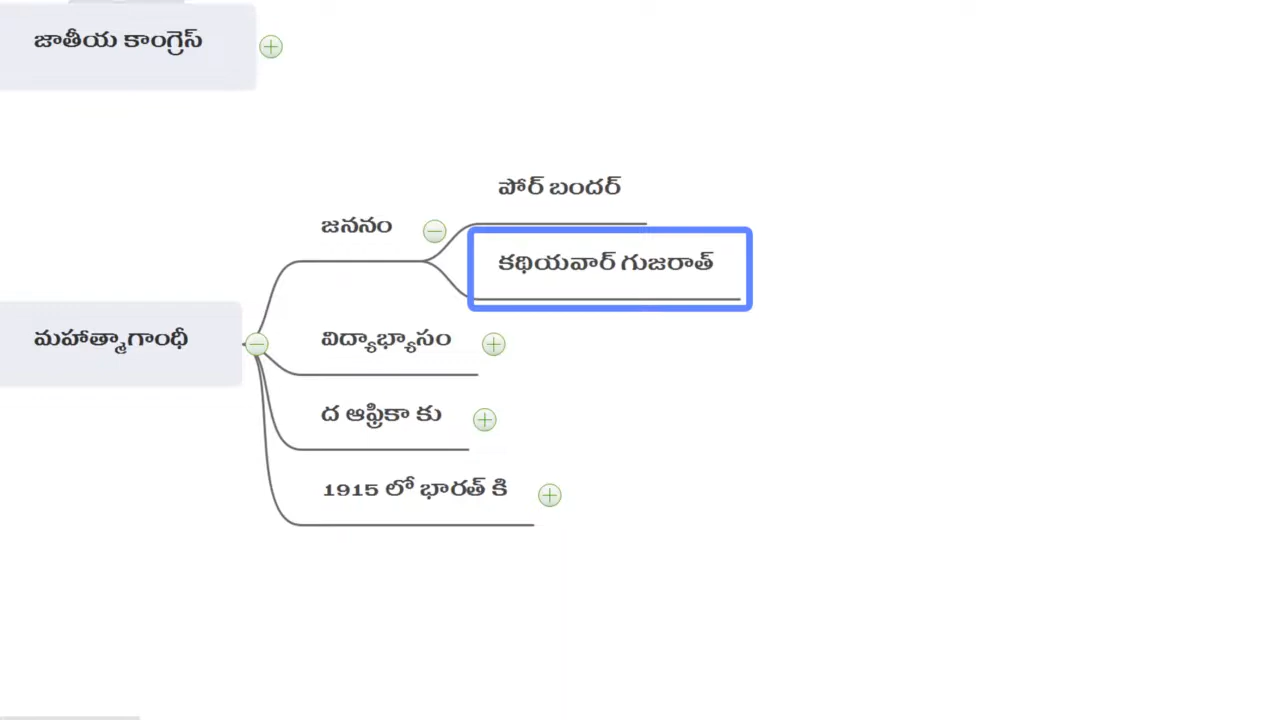 జాతీయ కాంగ్రెస్
పోర్ బందర్
జననం
కథియవార్ గుజరాత్
మహాత్మాగాంధీ
విద్యాభ్యాసం
ద ఆఫ్రికా కు
1915 లో భారత్ కి